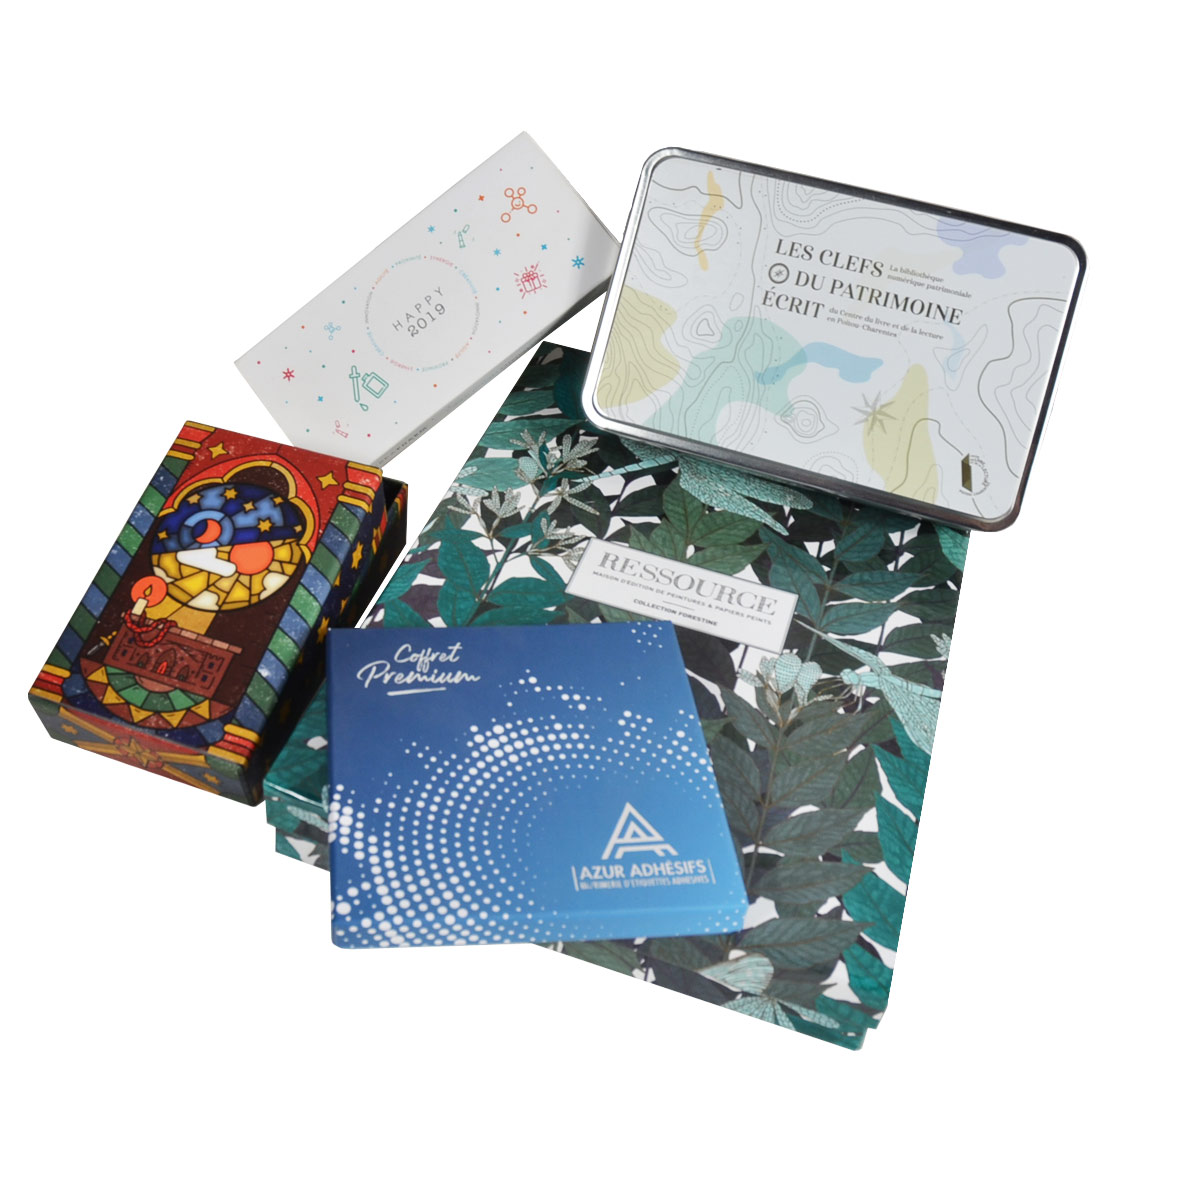 HAPPY
2019
LES CLEFS La bibliothèque
numérique patrimoniale
DU PATRIMOINE
ÉCRIT du Centre du livre et de la lecture
en Poitou-Charentes
RESSOURCE
MAISON D'ÉDITION DE PEINTURES & PAPIERS PEINTS
COLLECTION FORESTINE
Coffret
Premium
AZUR ADHÉSIFS
IMPRIMERIE D'ÉTIQUETTES ADHÉSIVES